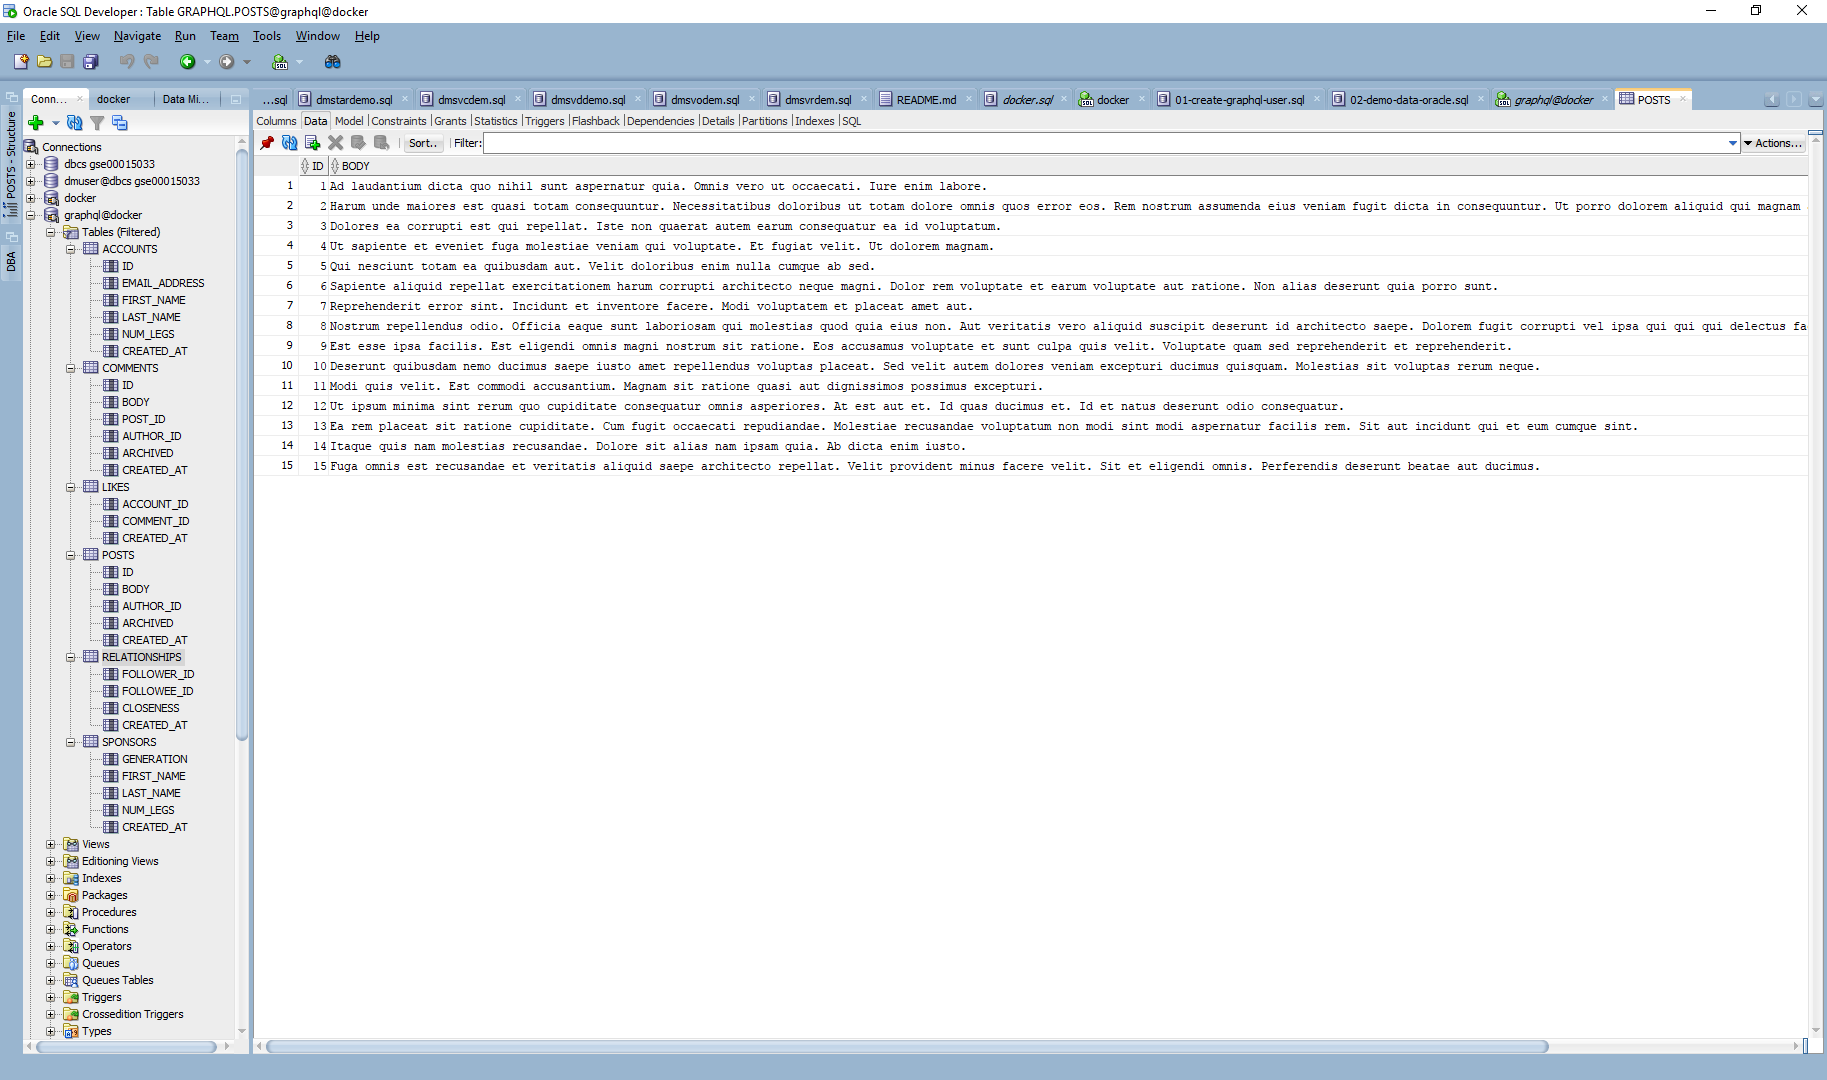 Oracle SQL Developer : Table GRAPHQL.POSTS@graphql@docker
File Edit View Navigate Run Team Tools Window Help
Conn... docker Data Mi...
...sql dmstardemo.sql dmsvcdem.sql dmsvddemo.sql dmsvodem.sql dmsvrdem.sql README.md docker.sql docker 01-create-graphql-user.sql 02-demo-data-oracle.sql graphql@docker POSTS
Columns Data Model Constraints Grants Statistics Triggers Flashback Dependencies Details Partitions Indexes SQL
Sort.. Filter: Actions...
POSTS - Structure
DBA
Connections
dbcs gse00015033
dmuser@dbcs gse00015033
docker
graphql@docker
Tables (Filtered)
ACCOUNTS
ID
EMAIL_ADDRESS
FIRST_NAME
LAST_NAME
NUM_LEGS
CREATED_AT
COMMENTS
ID
BODY
POST_ID
AUTHOR_ID
ARCHIVED
CREATED_AT
LIKES
ACCOUNT_ID
COMMENT_ID
CREATED_AT
POSTS
ID
BODY
AUTHOR_ID
ARCHIVED
CREATED_AT
RELATIONSHIPS
FOLLOWER_ID
FOLLOWEE_ID
CLOSENESS
CREATED_AT
SPONSORS
GENERATION
FIRST_NAME
LAST_NAME
NUM_LEGS
CREATED_AT
Views
Editioning Views
Indexes
Packages
Procedures
Functions
Operators
Queues
Queues Tables
Triggers
Crossedition Triggers
Types
ID BODY
1 1 Ad laudantium dicta quo nihil sunt aspernatur quia. Omnis vero ut occaecati. Iure enim labore.
2 2 Harum unde maiores est quasi totam consequuntur. Necessitatibus doloribus ut totam dolore omnis quos error eos. Rem nostrum assumenda eius veniam fugit dicta in consequuntur. Ut porro dolorem aliquid qui magnam
3 3 Dolores ea corrupti est qui repellat. Iste non quaerat autem earum consequatur ea id voluptatum.
4 4 Ut sapiente et eveniet fuga molestiae veniam qui voluptate. Et fugiat velit. Ut dolorem magnam.
5 5 Qui nesciunt totam ea quibusdam aut. Velit doloribus enim nulla cumque ab sed.
6 6 Sapiente aliquid repellat exercitationem harum corrupti architecto neque magni. Dolor rem voluptate et earum voluptate aut ratione. Non alias deserunt quia porro sunt.
7 7 Reprehenderit error sint. Incidunt et inventore facere. Modi voluptatem et placeat amet aut.
8 8 Nostrum repellendus odio. Officia eaque sunt laboriosam qui molestias quod quia eius non. Aut veritatis vero aliquid suscipit deserunt id architecto saepe. Dolorem fugit corrupti vel ipsa qui qui qui delectus fa
9 9 Est esse ipsa facilis. Est eligendi omnis magni nostrum sit ratione. Eos accusamus voluptate et sunt culpa quis velit. Voluptate quam sed reprehenderit et reprehenderit.
10 10 Deserunt quibusdam nemo ducimus saepe iusto amet repellendus voluptas placeat. Sed velit autem dolores veniam excepturi ducimus quisquam. Molestias sit voluptas rerum neque.
11 11 Modi quis velit. Est commodi accusantium. Magnam sit ratione quasi aut dignissimos possimus excepturi.
12 12 Ut ipsum minima sint rerum quo cupiditate consequatur omnis asperiores. At est aut et. Id quas ducimus et. Id et natus deserunt odio consequatur.
13 13 Ea rem placeat sit ratione cupiditate. Cum fugit occaecati repudiandae. Molestiae recusandae voluptatum non modi sint modi aspernatur facilis rem. Sit aut incidunt qui et eum cumque sint.
14 14 Itaque quis nam molestias recusandae. Dolore sit alias nam ipsam quia. Ab dicta enim iusto.
15 15 Fuga omnis est recusandae et veritatis aliquid saepe architecto repellat. Velit provident minus facere velit. Sit et eligendi omnis. Perferendis deserunt beatae aut ducimus.